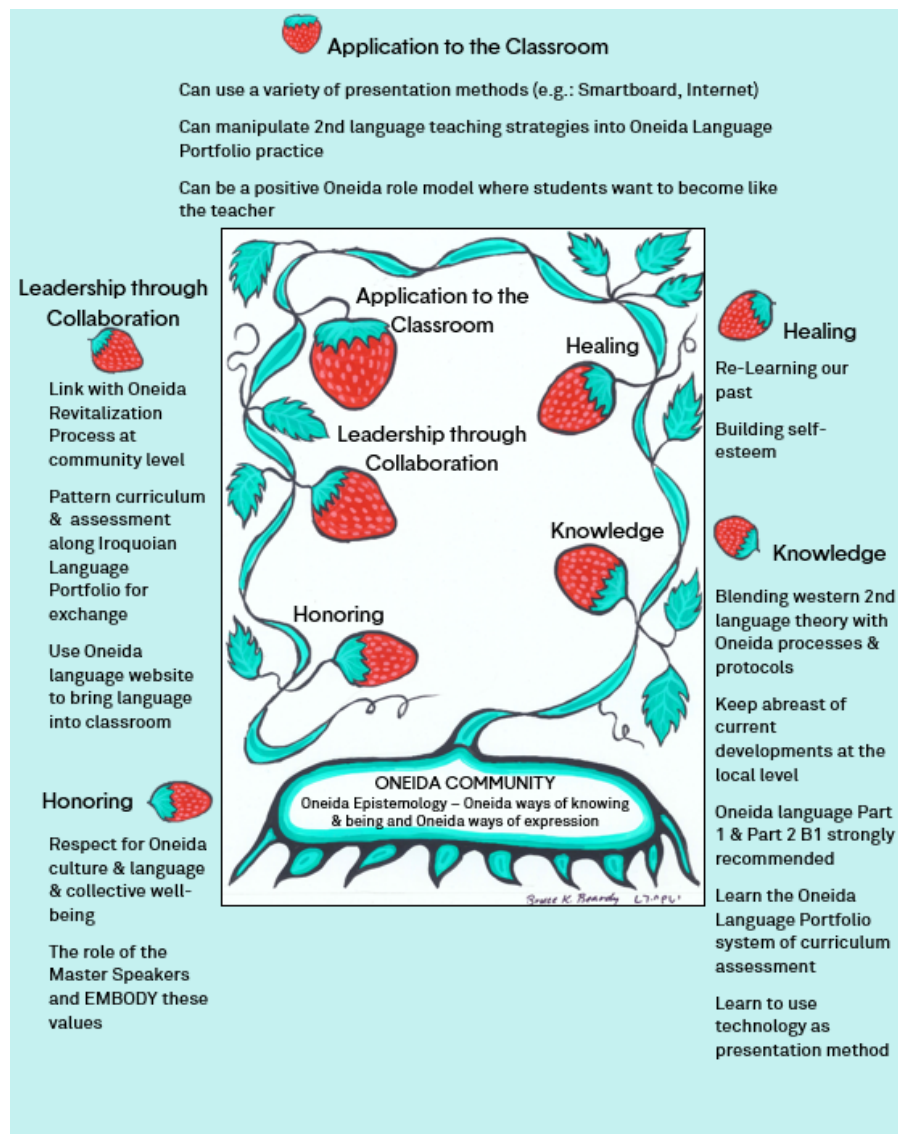 Application to the Classroom
Can use a variety of presentation methods (e.g.: Smartboard, Internet)
Can manipulate 2nd language teaching strategies into Oneida Language
Portfolio practice
Can be a positive Oneida role model where students want to become like
the teacher
Leadership through
Collaboration
Link with Oneida
Revitalization
Process at
community level
Pattern curriculum
& assessment
along Iroquoian
Language
Portfolio for
exchange
Use Oneida
language website
to bring language
into classroom
Honoring
Respect for Oneida
culture & language
& collective well-
being
The role of the
Master Speakers
and EMBODY these
values
Application to the
Classroom
Healing
Leadership through
Collaboration
Knowledge
Honoring
ONEIDA COMMUNITY
Oneida Epistemology – Oneida ways of knowing
& being and Oneida ways of expression
Bruce K. Beardy
Healing
Re-Learning our
past
Building self-
esteem
Knowledge
Blending western 2nd
language theory with
Oneida processes &
protocols
Keep abreast of
current
developments at the
local level
Oneida language Part
1 & Part 2 B1 strongly
recommended
Learn the Oneida
Language Portfolio
system of curriculum
assessment
Learn to use
technology as
presentation method